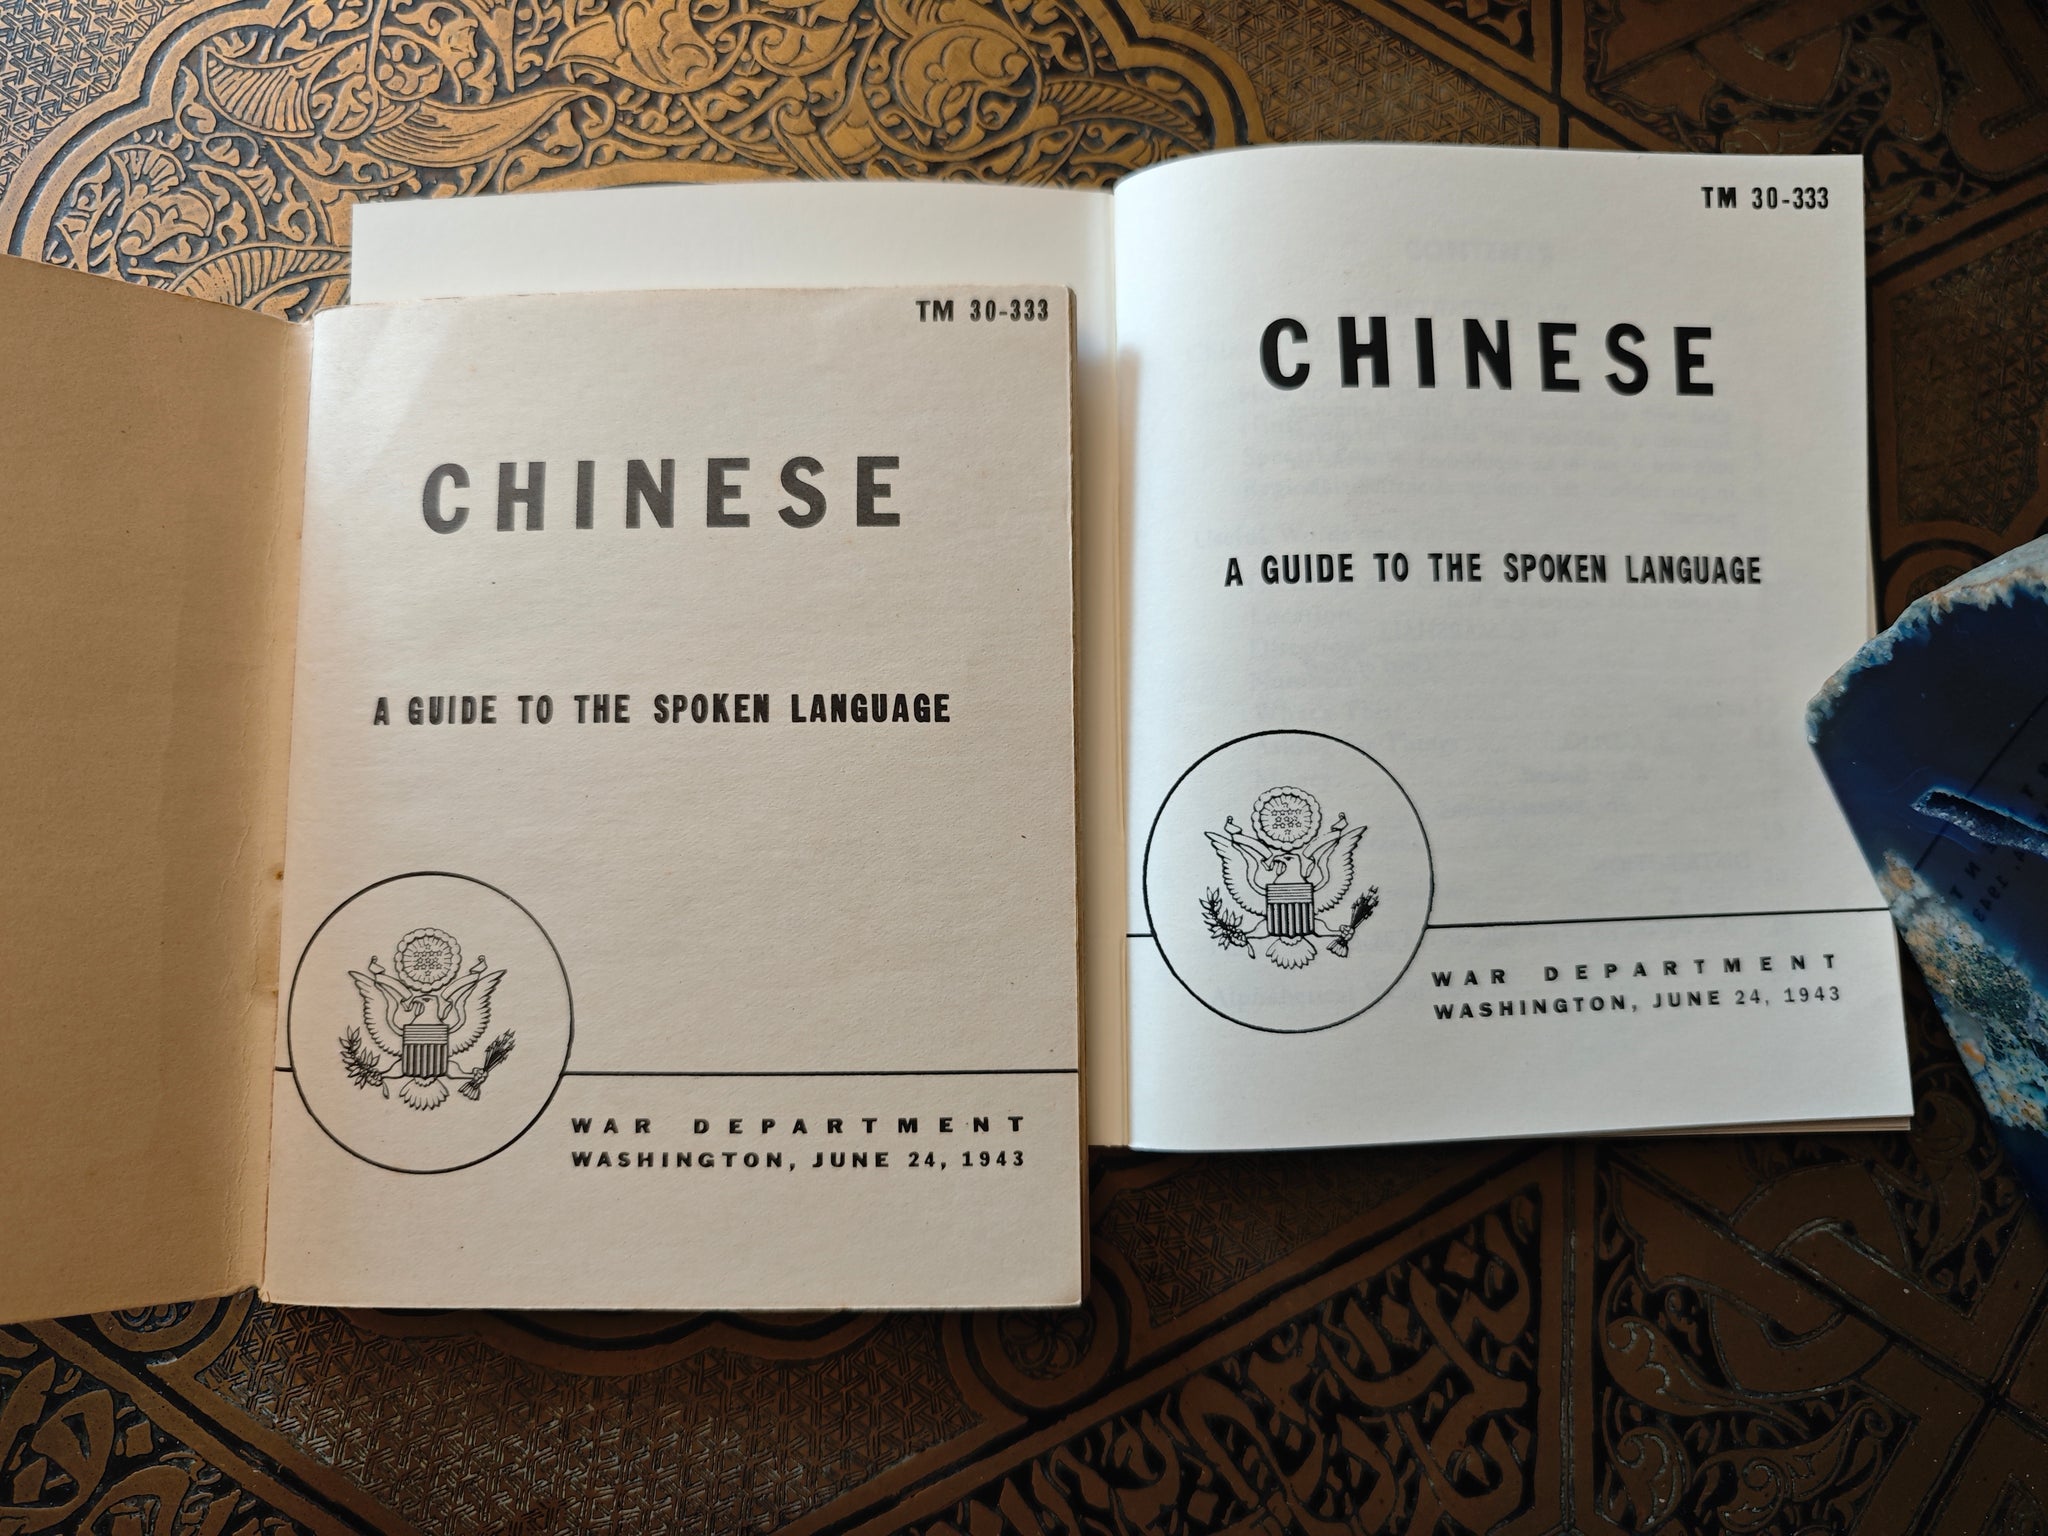 TM 30-333
CHINESE
A GUIDE TO THE SPOKEN LANGUAGE
WAR DEPARTMENT
WASHINGTON, JUNE 24, 1943
TM 30-333
CHINESE
A GUIDE TO THE SPOKEN LANGUAGE
WAR DEPARTMENT
WASHINGTON, JUNE 24, 1943